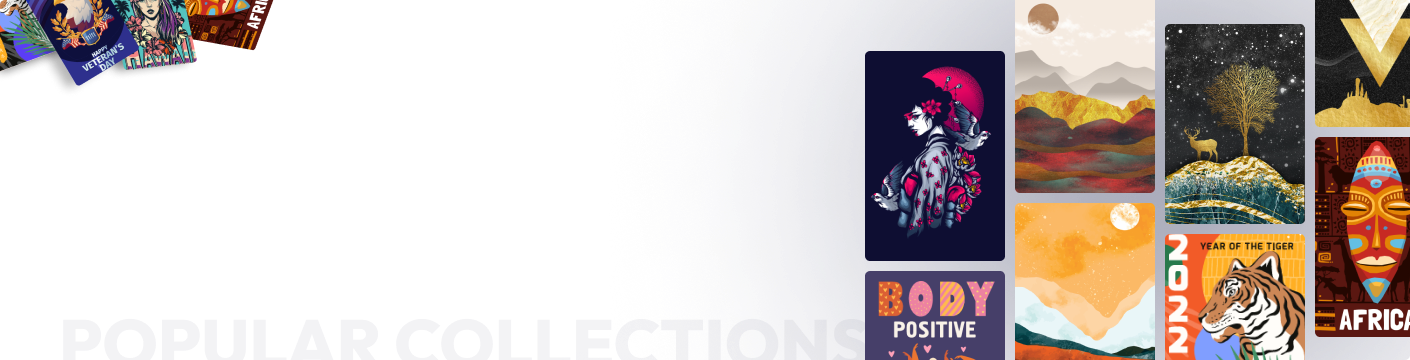 HAPPY
VETERAN'S
DAY
HAWAII
AFRI
BODY
POSITIVE
2022
YEAR OF THE TIGER
AFRICA
POPULAR COLLECTIONS